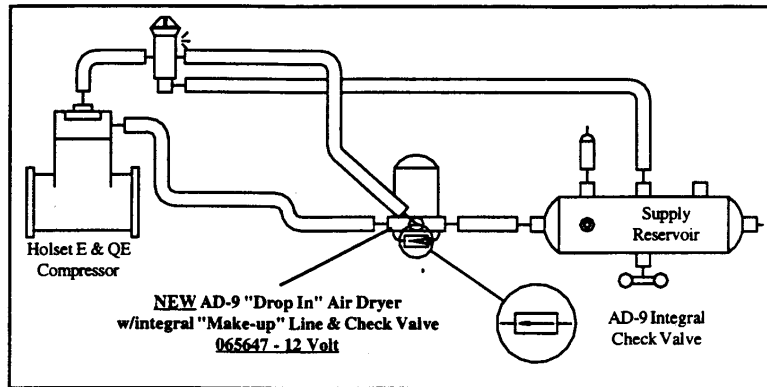 Supply
Reservoir
Holset E & QE
Compressor
NEW AD-9 "Drop In" Air Dryer
w/integral "Make-up" Line & Check Valve
065647 - 12 Volt
AD-9 Integral
Check Valve